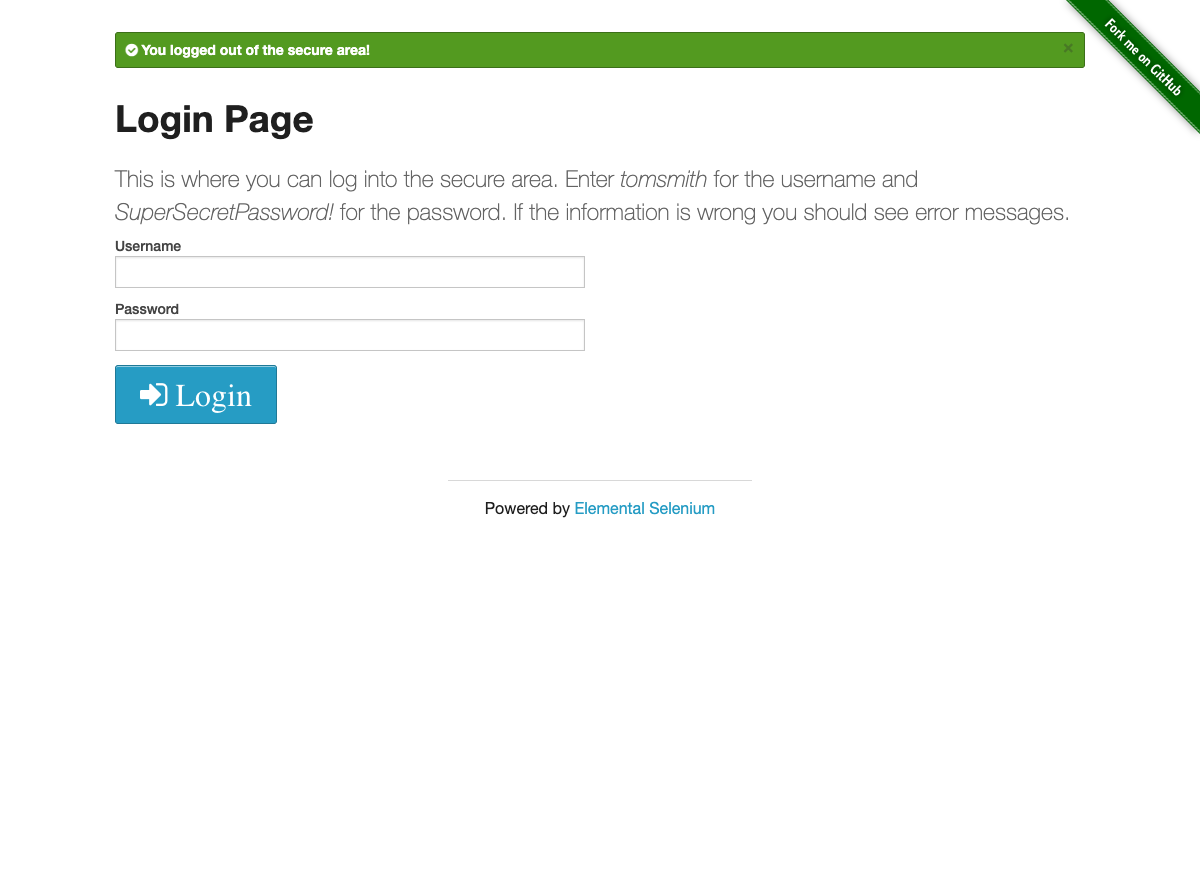 You logged out of the secure area!
×
Fork me on GitHub
Login Page
This is where you can log into the secure area. Enter tomsmith for the username and
SuperSecretPassword! for the password. If the information is wrong you should see error messages.
Username
Password
Login
Powered by Elemental Selenium